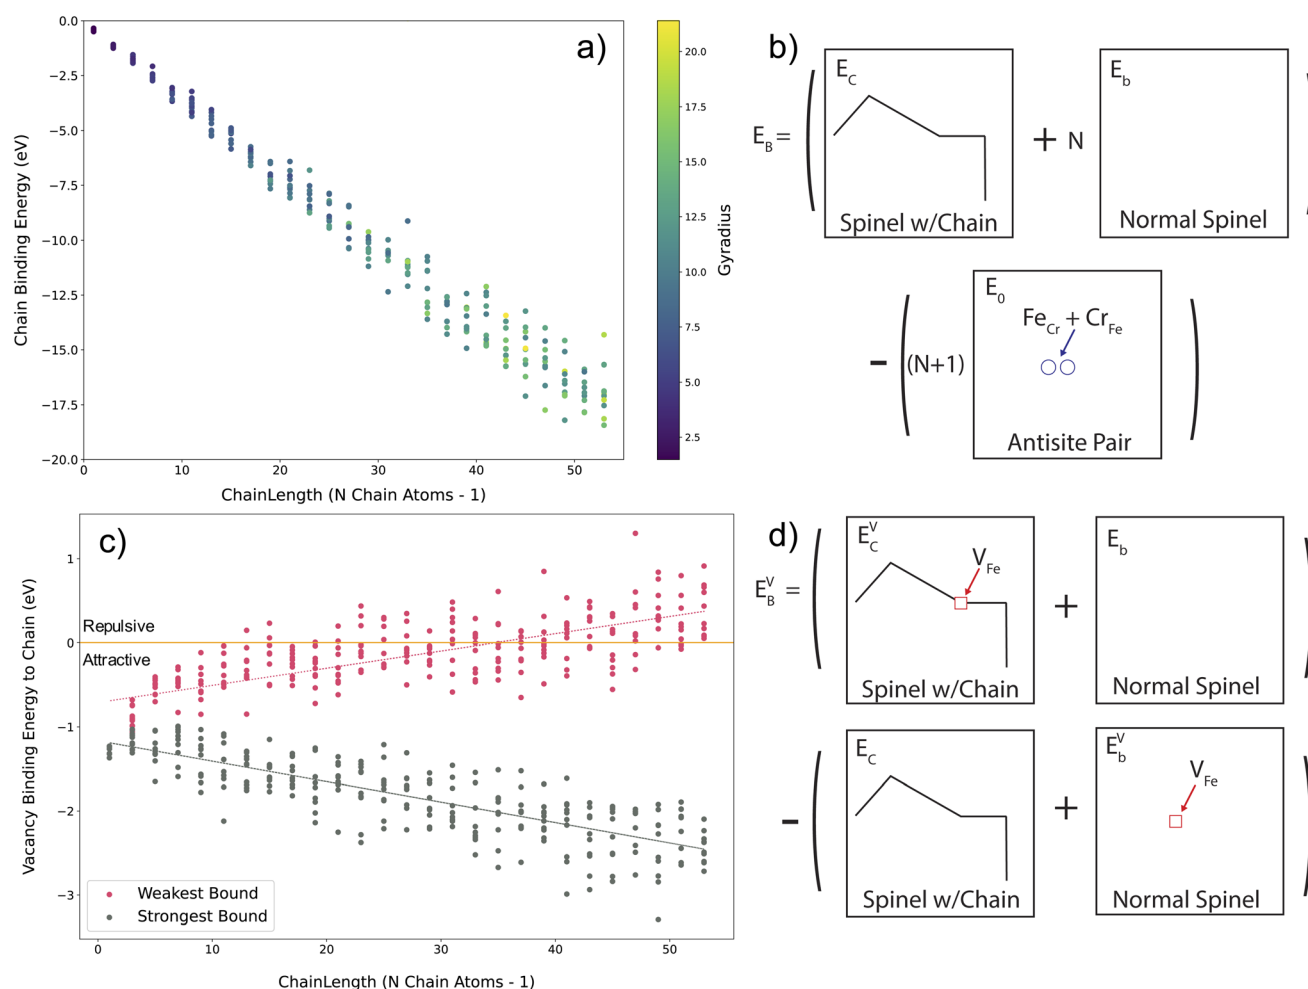 a)
0.0
−2.5
−5.0
−7.5
−10.0
−12.5
−15.0
−17.5
−20.0
Chain Binding Energy (eV)
0 10 20 30 40 50
ChainLength (N Chain Atoms - 1)
20.0
17.5
15.0
12.5
10.0
7.5
5.0
2.5
Gyradius
b)
E_B = ( E_C
Spinel w/Chain
+ N
E_b
Normal Spinel
)
− ( (N+1)
E_0
Fe_Cr + Cr_Fe
Antisite Pair
)
c)
1
0
−1
−2
−3
Vacancy Binding Energy to Chain (eV)
Repulsive
Attractive
Weakest Bound
Strongest Bound
0 10 20 30 40 50
ChainLength (N Chain Atoms - 1)
d)
E_B^V = ( E_C^V
V_Fe
Spinel w/Chain
+
E_b
Normal Spinel
)
− ( E_C
Spinel w/Chain
+
E_b^V
V_Fe
Normal Spinel
)